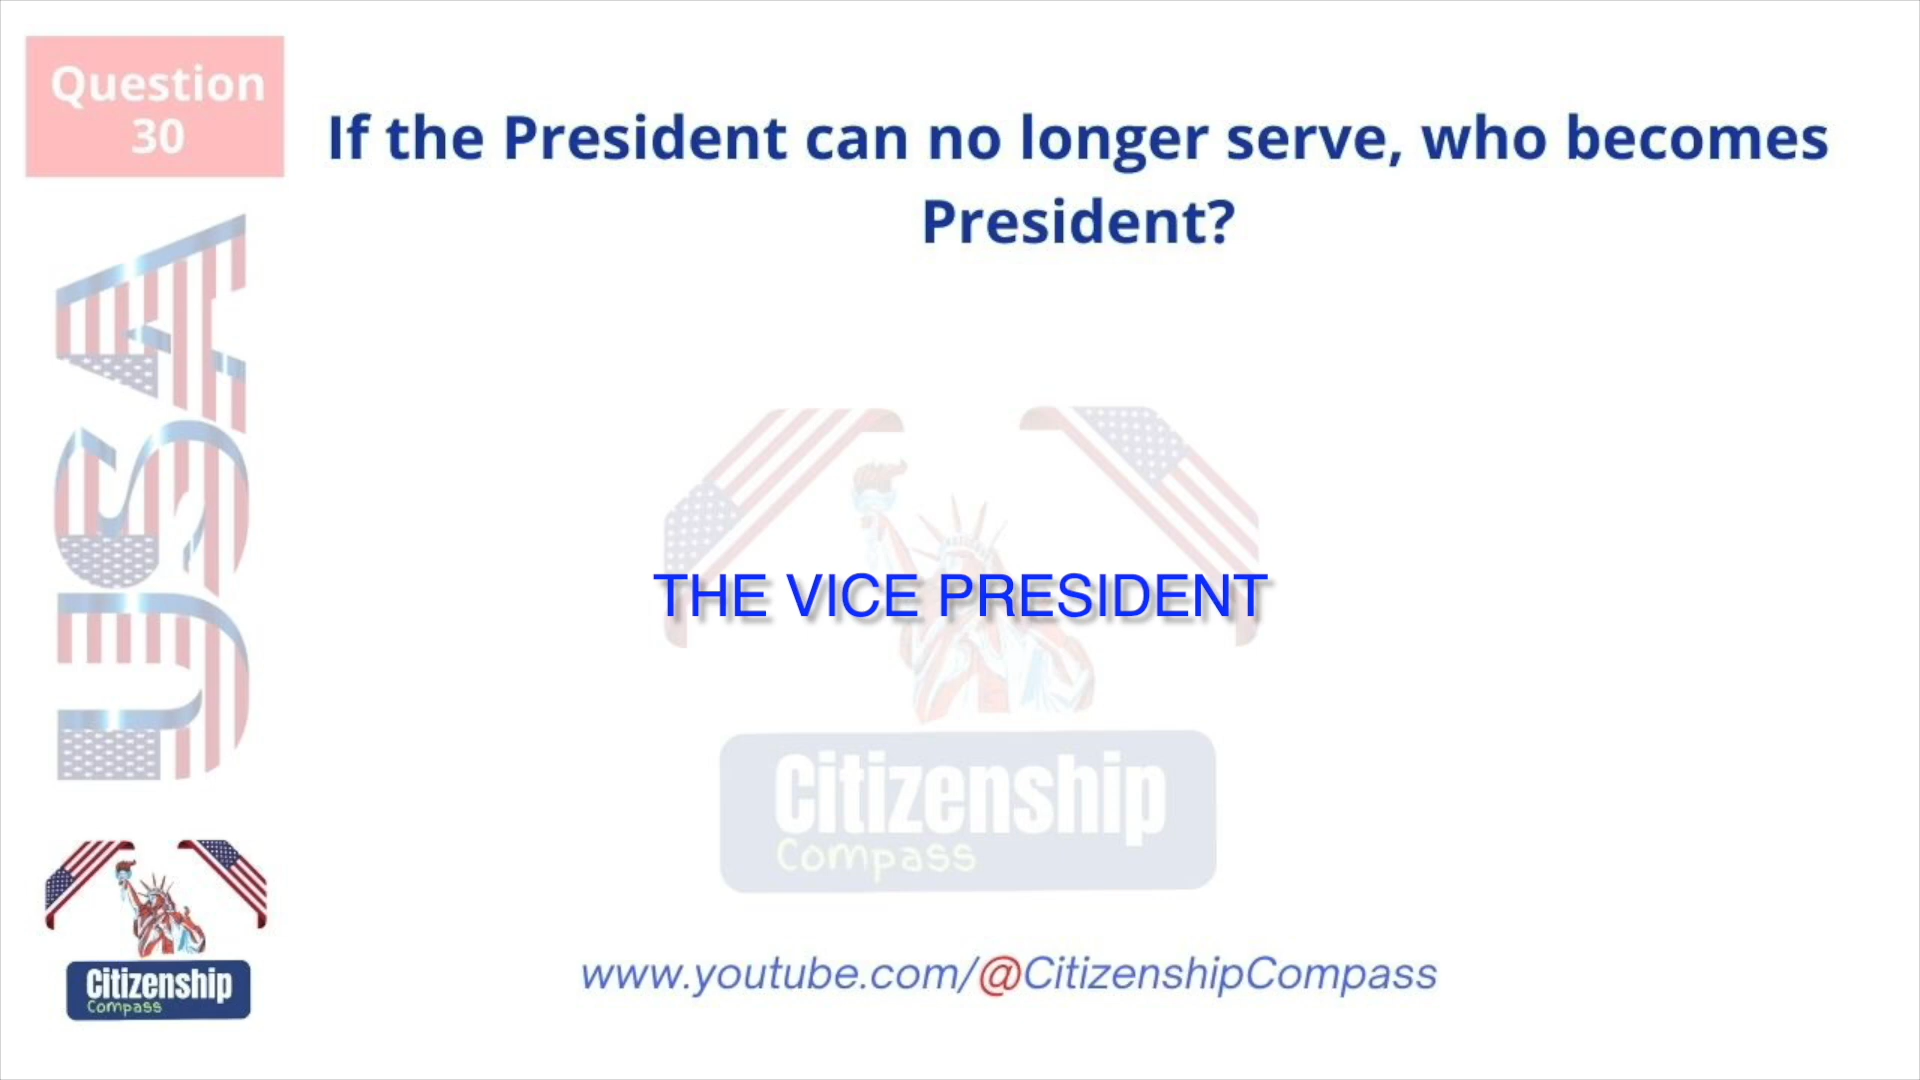 Question
30
If the President can no longer serve, who becomes
President?
USA
THE VICE PRESIDENT
Citizenship
Compass
Citizenship
Compass
www.youtube.com/@CitizenshipCompass